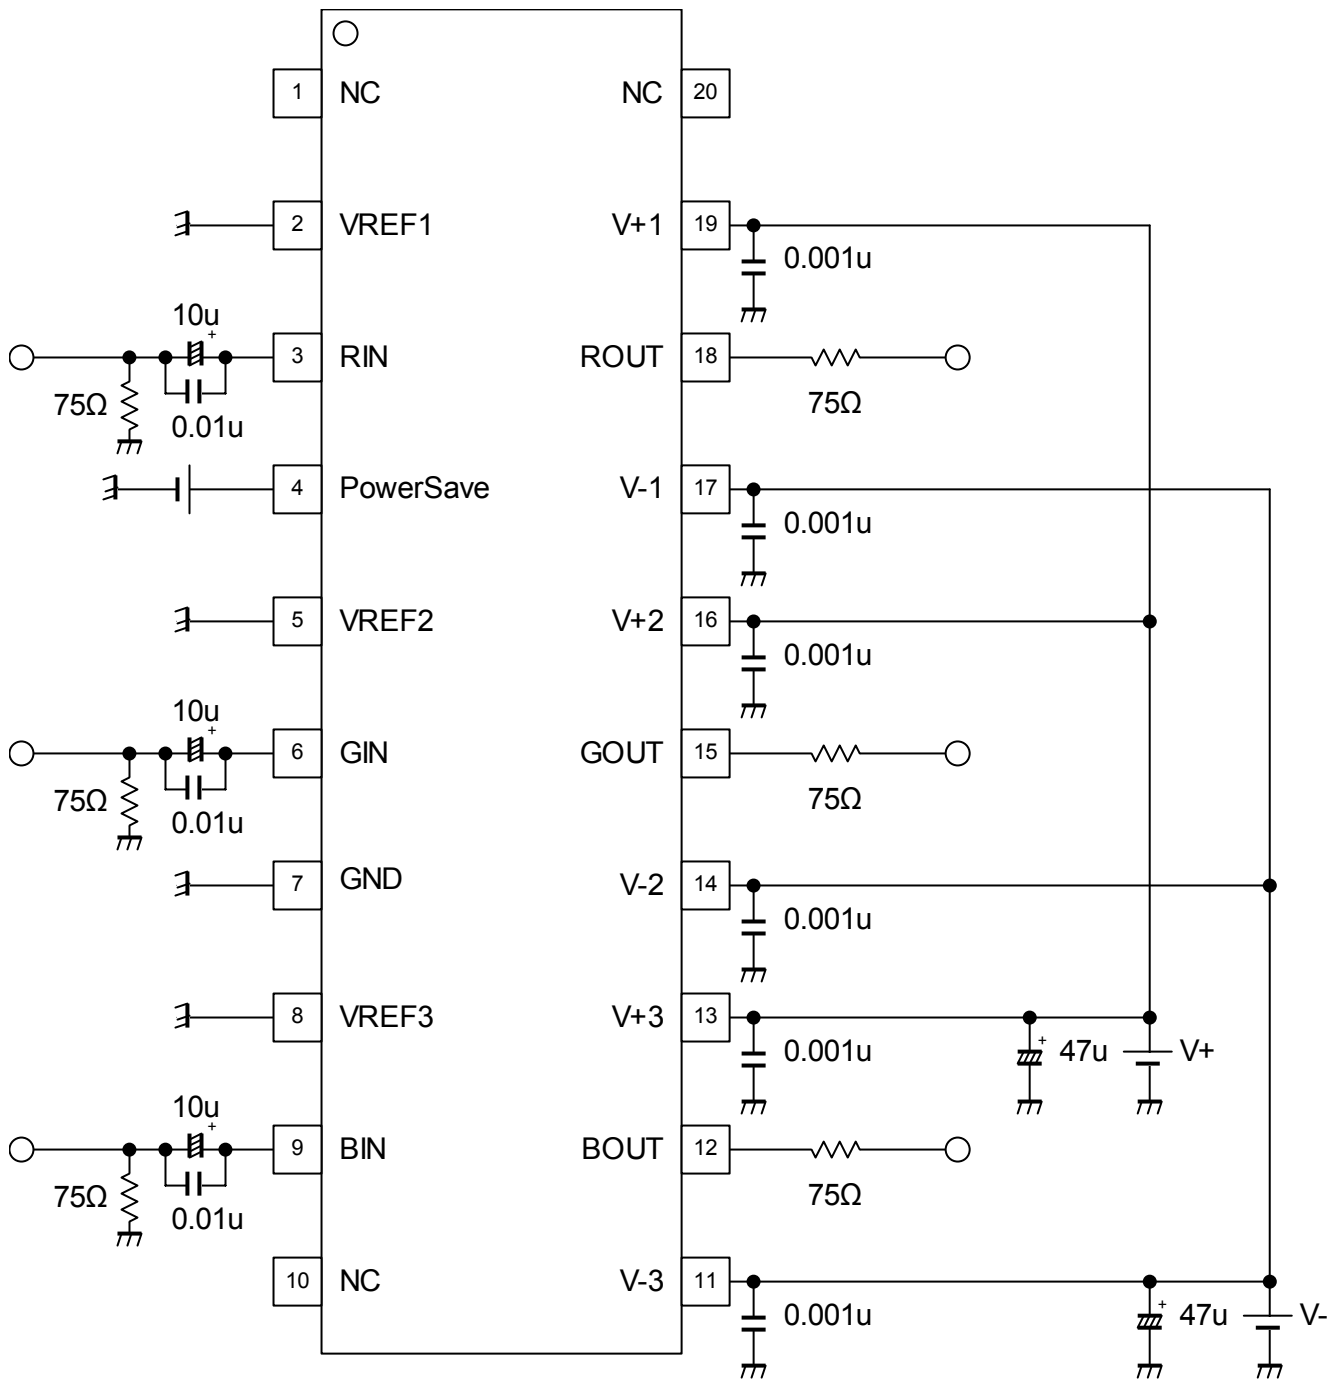 1 NC NC 20
2 VREF1 V+1 19
0.001u
10u
+
3 RIN ROUT 18
75Ω 75Ω
0.01u
4 PowerSave V-1 17
0.001u
5 VREF2 V+2 16
0.001u
10u
+
6 GIN GOUT 15
75Ω 75Ω
0.01u
7 GND V-2 14
0.001u
8 VREF3 V+3 13
0.001u + 47u V+
10u
+
9 BIN BOUT 12
75Ω 75Ω
0.01u
10 NC V-3 11
0.001u + 47u V-